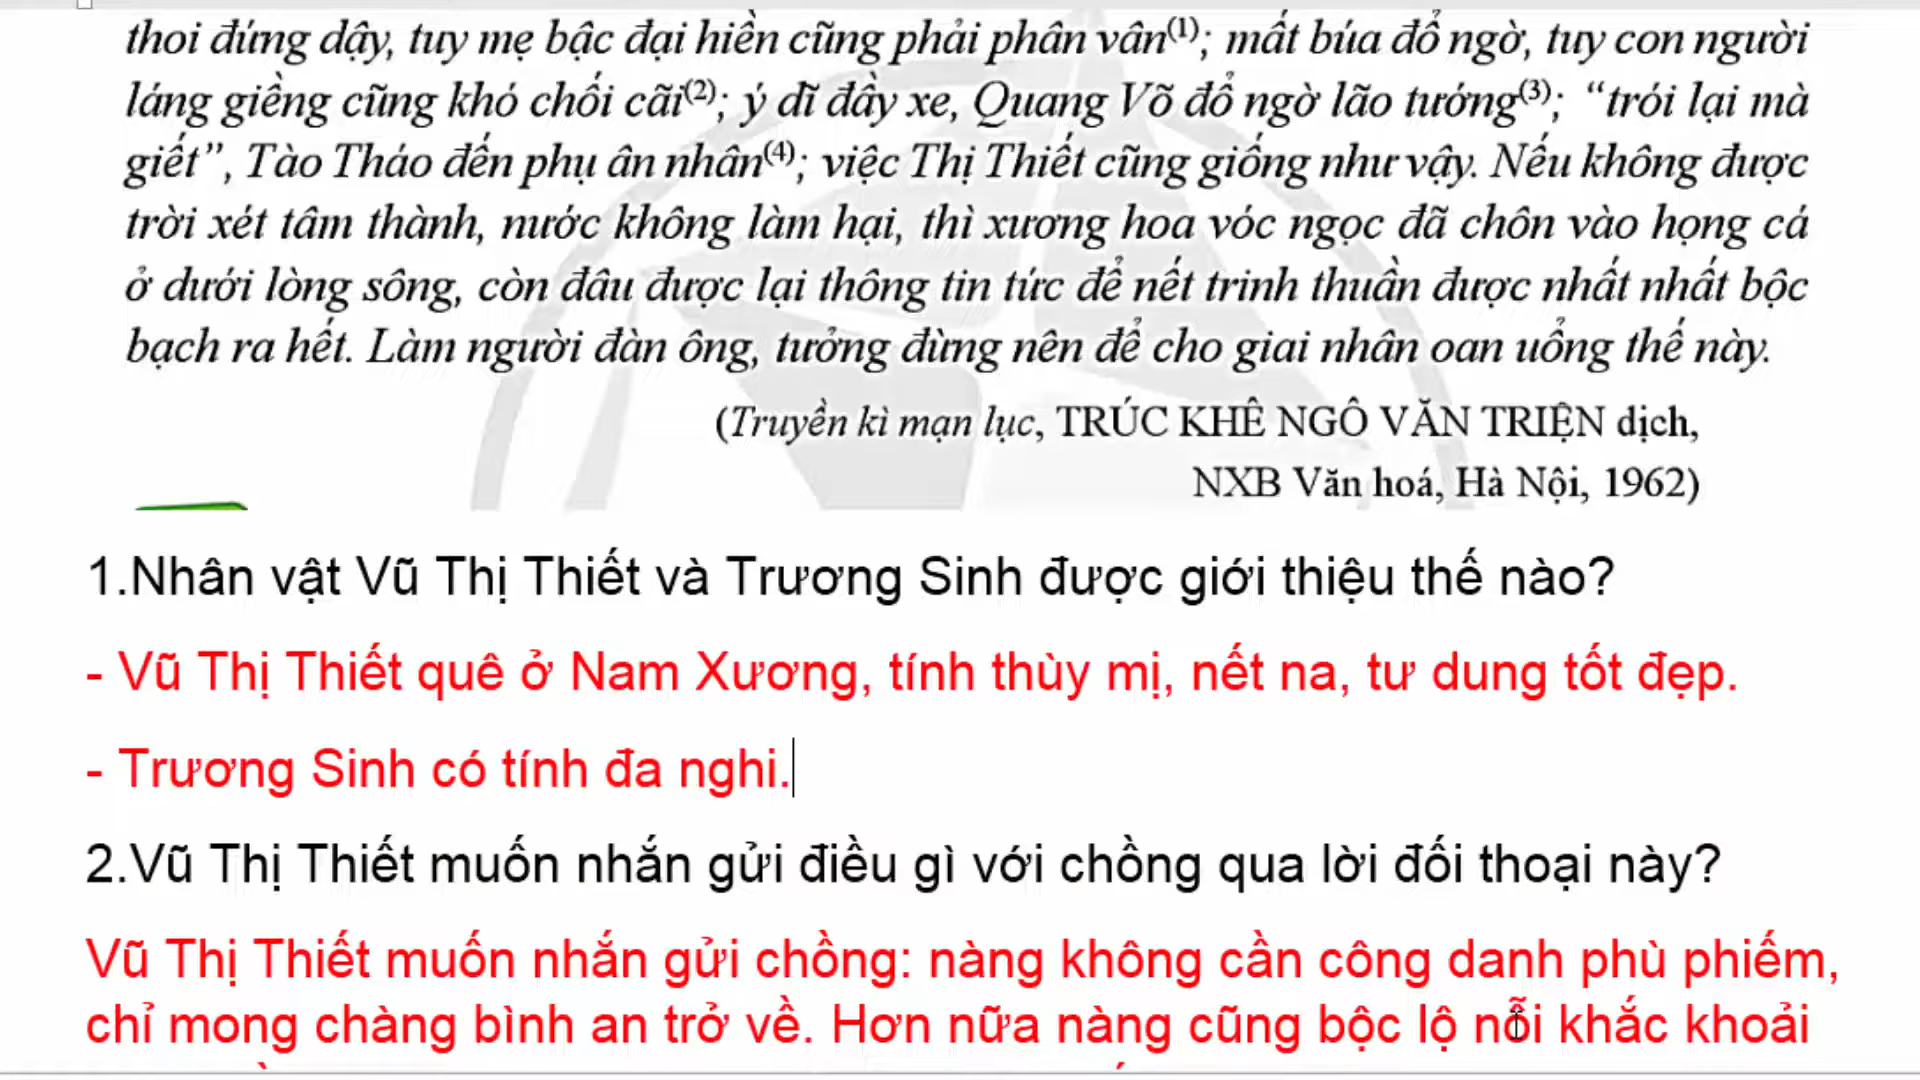 thoi đứng dậy, tuy mẹ bậc đại hiền cũng phải phân vân(1); mất búa đổ ngờ, tuy con người
láng giềng cũng khó chối cãi(2); ý dĩ đầy xe, Quang Võ đổ ngờ lão tướng(3); “trói lại mà
giết”, Tào Tháo đến phụ ân nhân(4); việc Thị Thiết cũng giống như vậy. Nếu không được
trời xét tâm thành, nước không làm hại, thì xương hoa vóc ngọc đã chôn vào họng cá
ở dưới lòng sông, còn đâu được lại thông tin tức để nết trinh thuần được nhất nhất bộc
bạch ra hết. Làm người đàn ông, tưởng đừng nên để cho giai nhân oan uổng thế này.
(Truyền kì mạn lục, TRÚC KHÊ NGÔ VĂN TRIỆN dịch,
NXB Văn hoá, Hà Nội, 1962)
1.Nhân vật Vũ Thị Thiết và Trương Sinh được giới thiệu thế nào?
- Vũ Thị Thiết quê ở Nam Xương, tính thùy mị, nết na, tư dung tốt đẹp.
- Trương Sinh có tính đa nghi.
2.Vũ Thị Thiết muốn nhắn gửi điều gì với chồng qua lời đối thoại này?
Vũ Thị Thiết muốn nhắn gửi chồng: nàng không cần công danh phù phiếm,
chỉ mong chàng bình an trở về. Hơn nữa nàng cũng bộc lộ nỗi khắc khoải